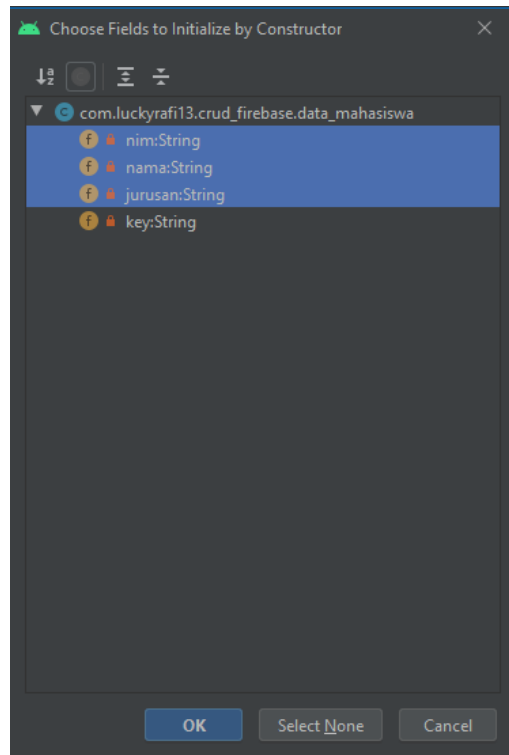 Choose Fields to Initialize by Constructor
com.luckyrafi13.crud_firebase.data_mahasiswa
nim:String
nama:String
jurusan:String
key:String
OK Select None Cancel